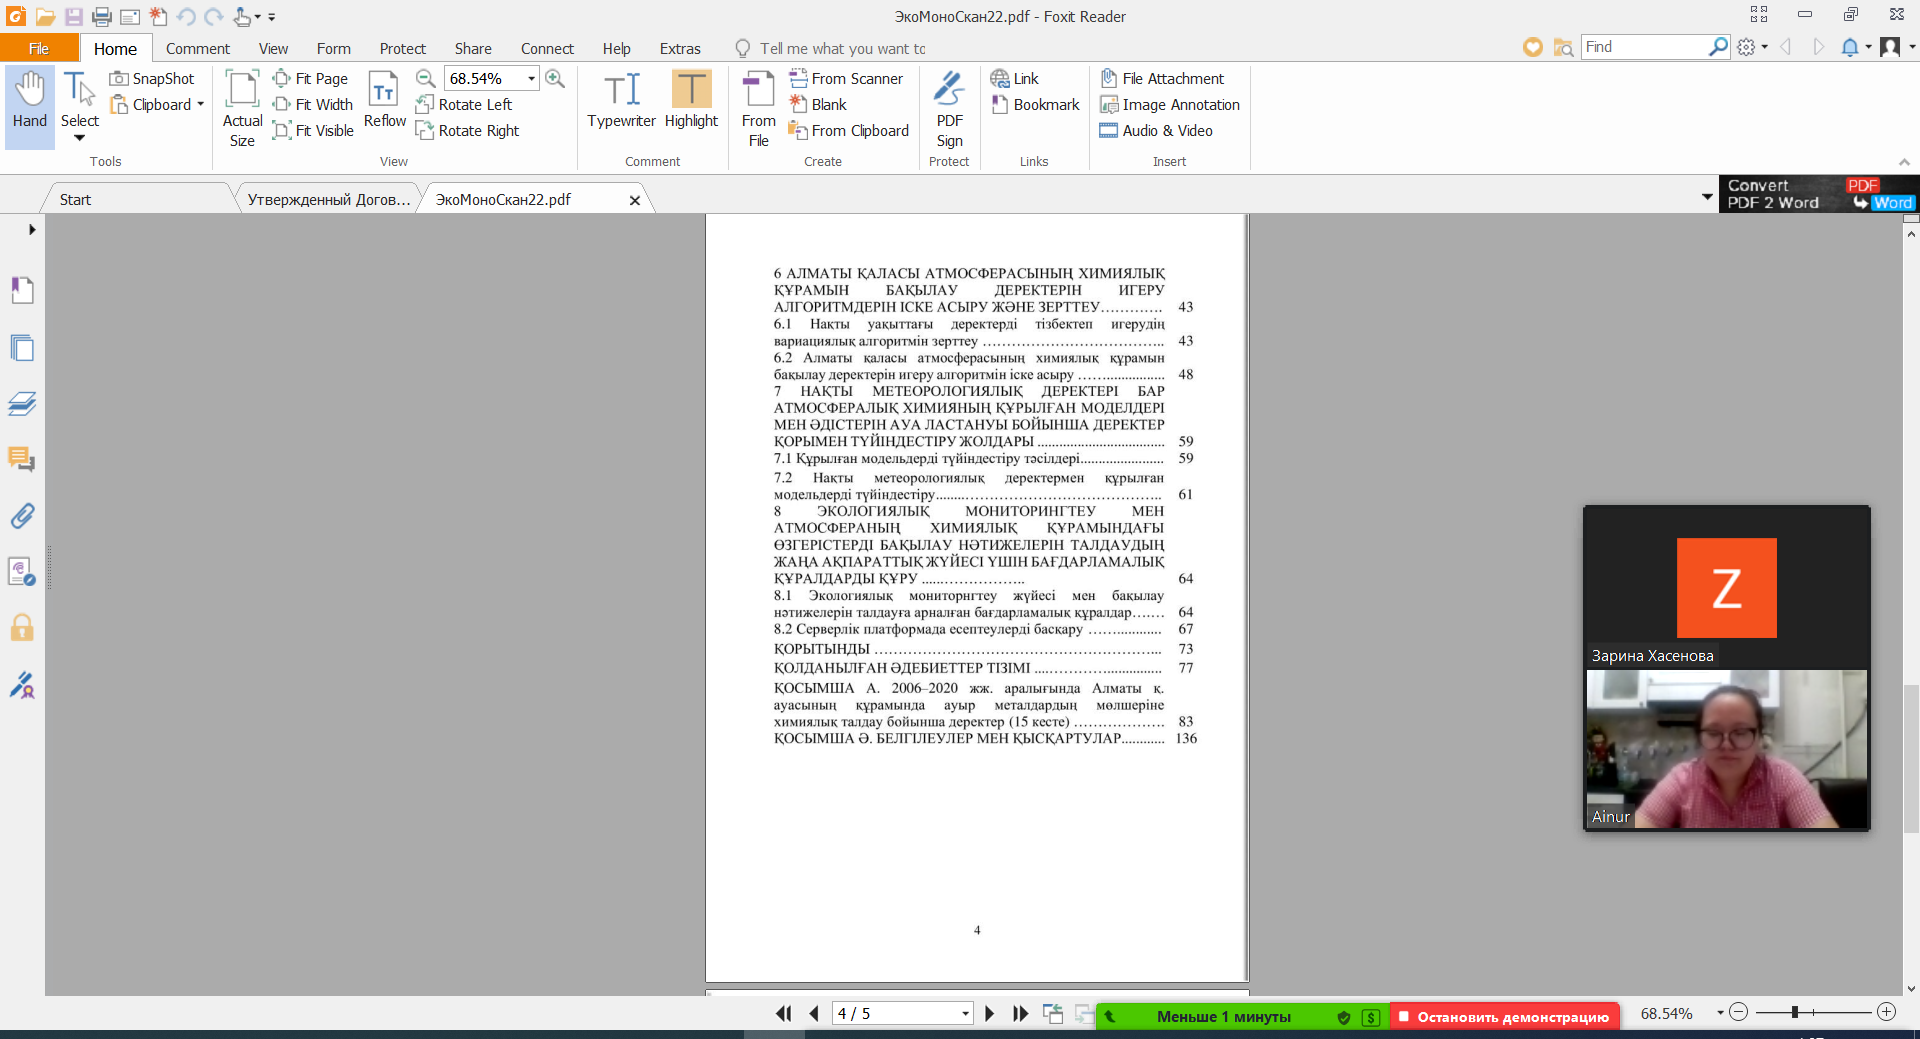 ЭкоМоноСкан22.pdf - Foxit Reader
File Home Comment View Form Protect Share Connect Help Extras Tell me what you want to Find
Hand
Select
SnapShot
Clipboard
Tools
Actual Size
Fit Page
Fit Width
Fit Visible
Reflow
68.54%
Rotate Left
Rotate Right
View
Typewriter
Highlight
Comment
From File
From Scanner
Blank
From Clipboard
Create
PDF Sign
Protect
Link
Bookmark
Links
File Attachment
Image Annotation
Audio & Video
Insert
Start Утвержденный Догов... ЭкоМоноСкан22.pdf
Convert PDF
PDF 2 Word Word
6 АЛМАТЫ ҚАЛАСЫ АТМОСФЕРАСЫНЫҢ ХИМИЯЛЫҚ
ҚҰРАМЫН БАҚЫЛАУ ДЕРЕКТЕРІН ИГЕРУ
АЛГОРИТМДЕРІН ІСКЕ АСЫРУ ЖӘНЕ ЗЕРТТЕУ…………. 43
6.1 Нақты уақыттағы деректерді тізбектеп игерудің
вариациялық алгоритмін зерттеу ……………………………….. 43
6.2 Алматы қаласы атмосферасының химиялық құрамын
бақылау деректерін игеру алгоритмін іске асыру ……................ 48
7 НАҚТЫ МЕТЕОРОЛОГИЯЛЫҚ ДЕРЕКТЕРІ БАР
АТМОСФЕРАЛЫҚ ХИМИЯНЫҢ ҚҰРЫЛҒАН МОДЕЛДЕРІ
МЕН ӘДІСТЕРІН АУА ЛАСТАНУЫ БОЙЫНША ДЕРЕКТЕР
ҚОРЫМЕН ТҮЙІНДЕСТІРУ ЖОЛДАРЫ .................................. 59
7.1 Құрылған модельдерді түйіндестіру тәсілдері...................... 59
7.2 Нақты метеорологиялық деректермен құрылған
модельдерді түйіндестіру.......………………………………….. 61
8 ЭКОЛОГИЯЛЫҚ МОНИТОРИНГТЕУ МЕН
АТМОСФЕРАНЫҢ ХИМИЯЛЫҚ ҚҰРАМЫНДАҒЫ
ӨЗГЕРІСТЕРДІ БАҚЫЛАУ НӘТИЖЕЛЕРІН ТАЛДАУДЫҢ
ЖАҢА АҚПАРАТТЫҚ ЖҮЙЕСІ ҮШІН БАҒДАРЛАМАЛЫҚ
ҚҰРАЛДАРДЫ ҚҰРУ ......…………….. 64
8.1 Экологиялық мониторнгтеу жүйесі мен бақылау
нәтижелерін талдауға арналған бағдарламалық құралдар……. 64
8.2 Серверлік платформада есептеулерді басқару ……............ 67
ҚОРЫТЫНДЫ …………………………………………………... 73
ҚОЛДАНЫЛҒАН ӘДЕБИЕТТЕР ТІЗІМІ ....………............... 77
ҚОСЫМША А. 2006–2020 жж. аралығында Алматы қ.
ауасының құрамында ауыр металдардың мөлшеріне
химиялық талдау бойынша деректер (15 кесте) ………………. 83
ҚОСЫМША Ә. БЕЛГІЛЕУЛЕР МЕН ҚЫСҚАРТУЛАР............ 136
4
Z
Зарина Хасенова
Ainur
4 / 5
Меньше 1 минуты
Остановить демонстрацию
68.54%